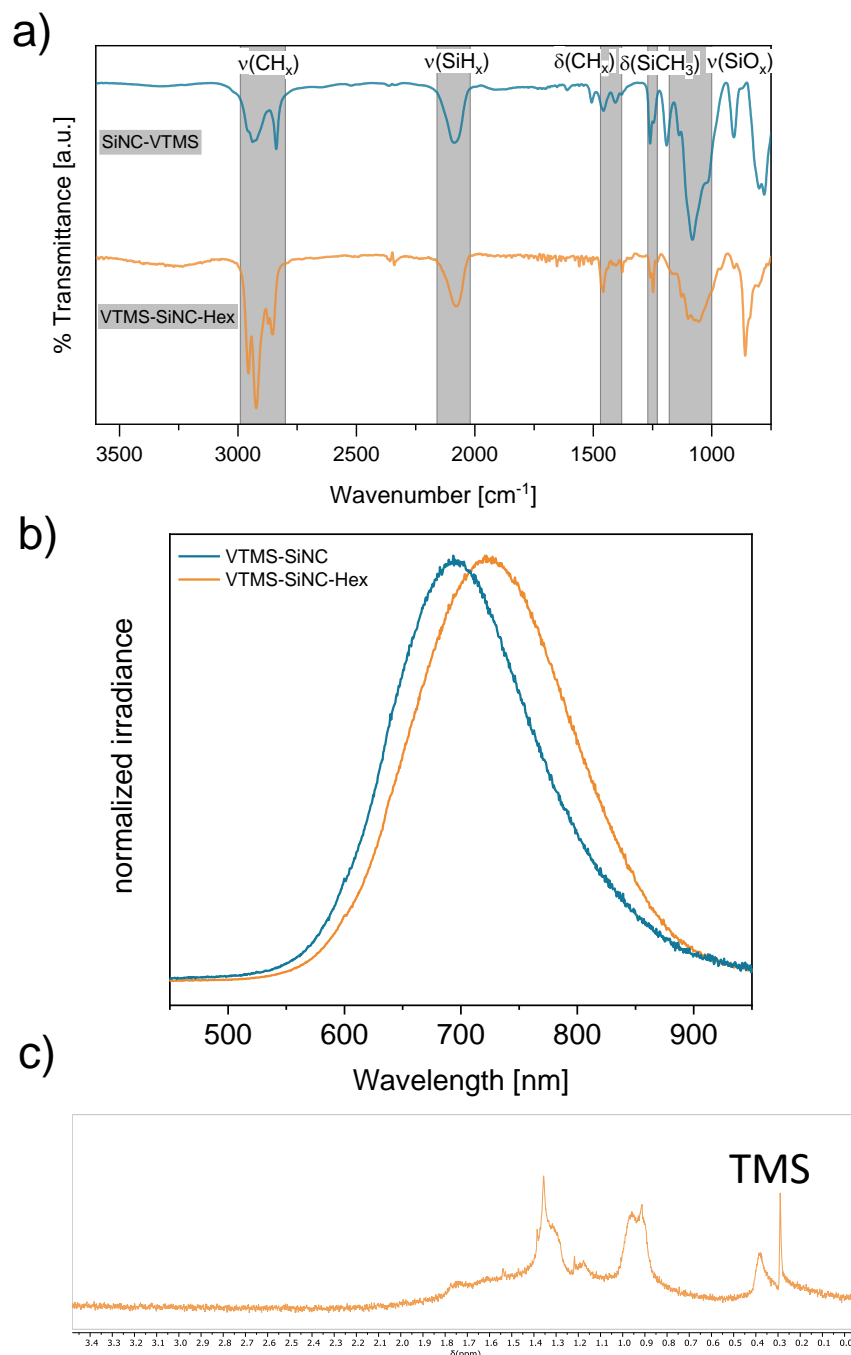 a)
ν(CHₓ) ν(SiHₓ) δ(CHₓ) δ(SiCH₃) ν(SiOₓ)
SiNC-VTMS
VTMS-SiNC-Hex
% Transmittance [a.u.]
3500 3000 2500 2000 1500 1000
Wavenumber [cm⁻¹]
b)
VTMS-SiNC
VTMS-SiNC-Hex
normalized irradiance
500 600 700 800 900
Wavelength [nm]
c)
TMS
3.4 3.3 3.2 3.1 3.0 2.9 2.8 2.7 2.6 2.5 2.4 2.3 2.2 2.1 2.0 1.9 1.8 1.7 1.6 1.5 1.4 1.3 1.2 1.1 1.0 0.9 0.8 0.7 0.6 0.5 0.4 0.3 0.2 0.1 0.0
δ(ppm)